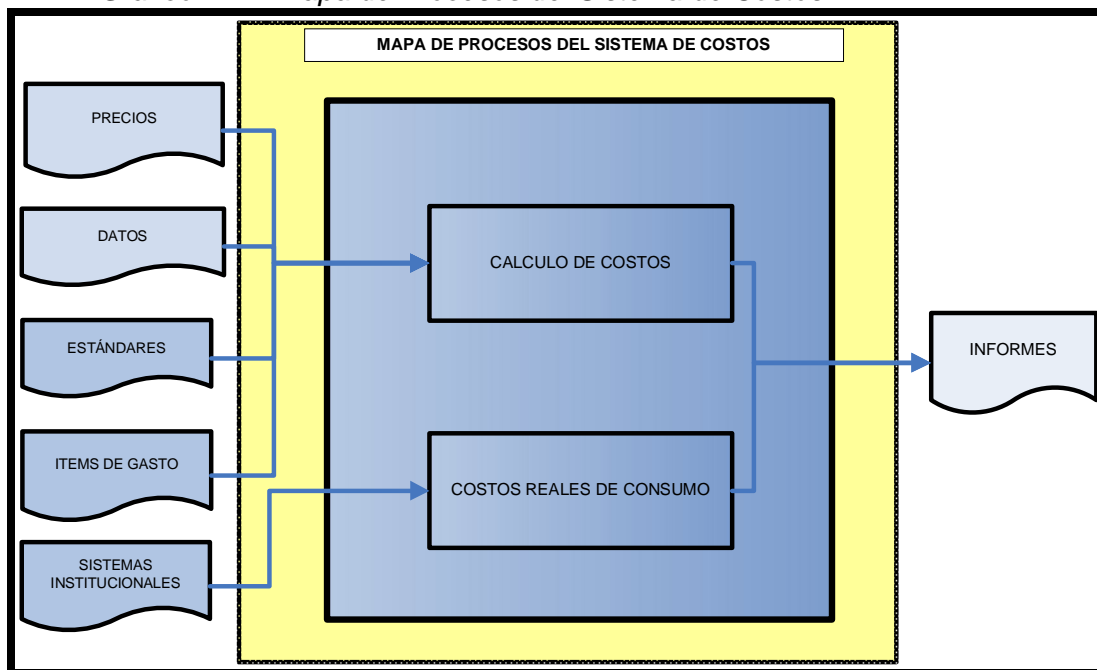 MAPA DE PROCESOS DEL SISTEMA DE COSTOS
PRECIOS
DATOS
ESTÁNDARES
ITEMS DE GASTO
SISTEMAS
INSTITUCIONALES
CALCULO DE COSTOS
COSTOS REALES DE CONSUMO
INFORMES